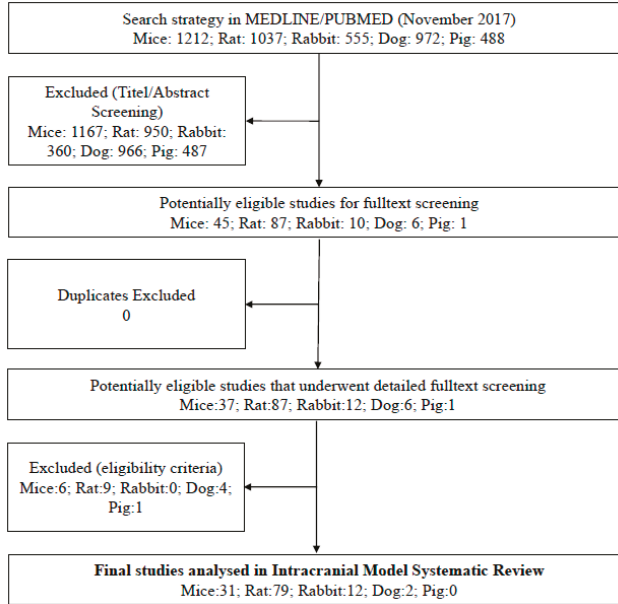 Search strategy in MEDLINE/PUBMED (November 2017)
Mice: 1212; Rat: 1037; Rabbit: 555; Dog: 972; Pig: 488
Excluded (Titel/Abstract
Screening)
Mice: 1167; Rat: 950; Rabbit:
360; Dog: 966; Pig: 487
Potentially eligible studies for fulltext screening
Mice: 45; Rat: 87; Rabbit: 10; Dog: 6; Pig: 1
Duplicates Excluded
0
Potentially eligible studies that underwent detailed fulltext screening
Mice:37; Rat:87; Rabbit:12; Dog:6; Pig:1
Excluded (eligibility criteria)
Mice:6; Rat:9; Rabbit:0; Dog:4;
Pig:1
Final studies analysed in Intracranial Model Systematic Review
Mice:31; Rat:79; Rabbit:12; Dog:2; Pig:0